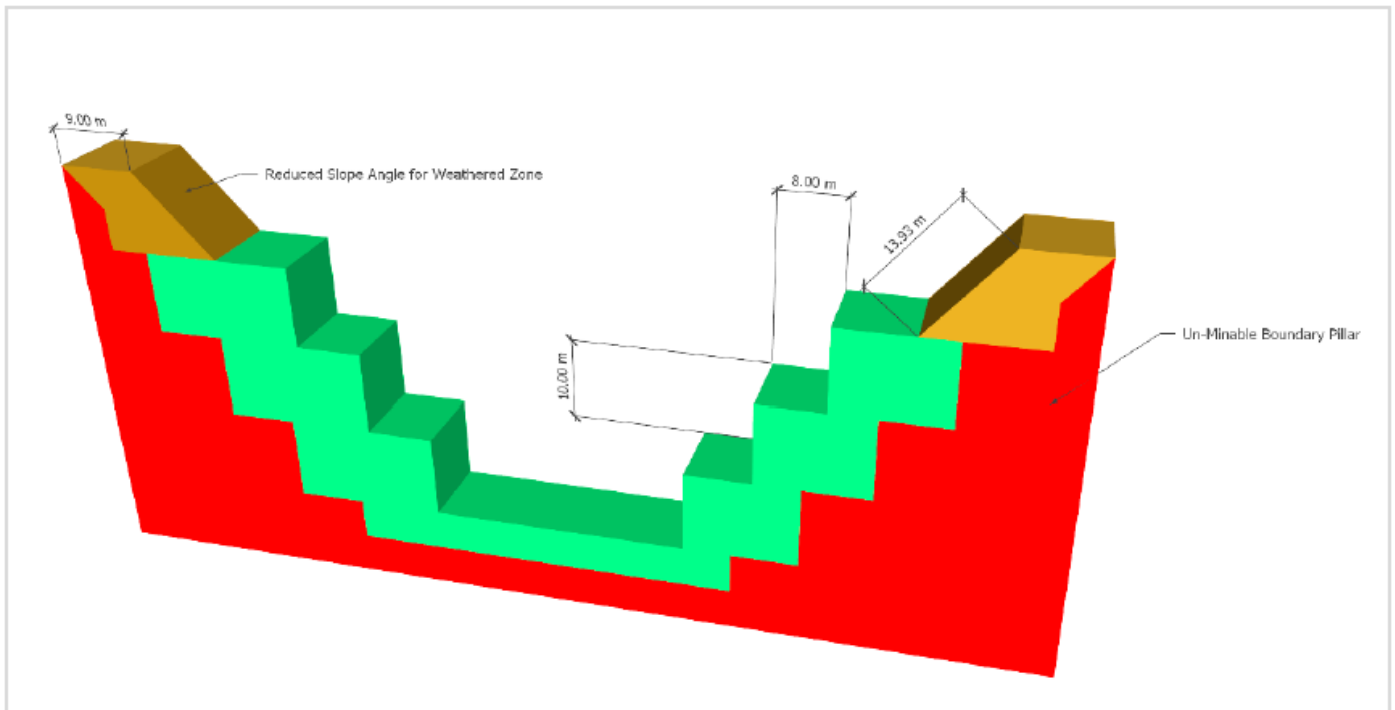 9.00 m
Reduced Slope Angle for Weathered Zone
8.00 m
13.93 m
10.00 m
Un-Minable Boundary Pillar